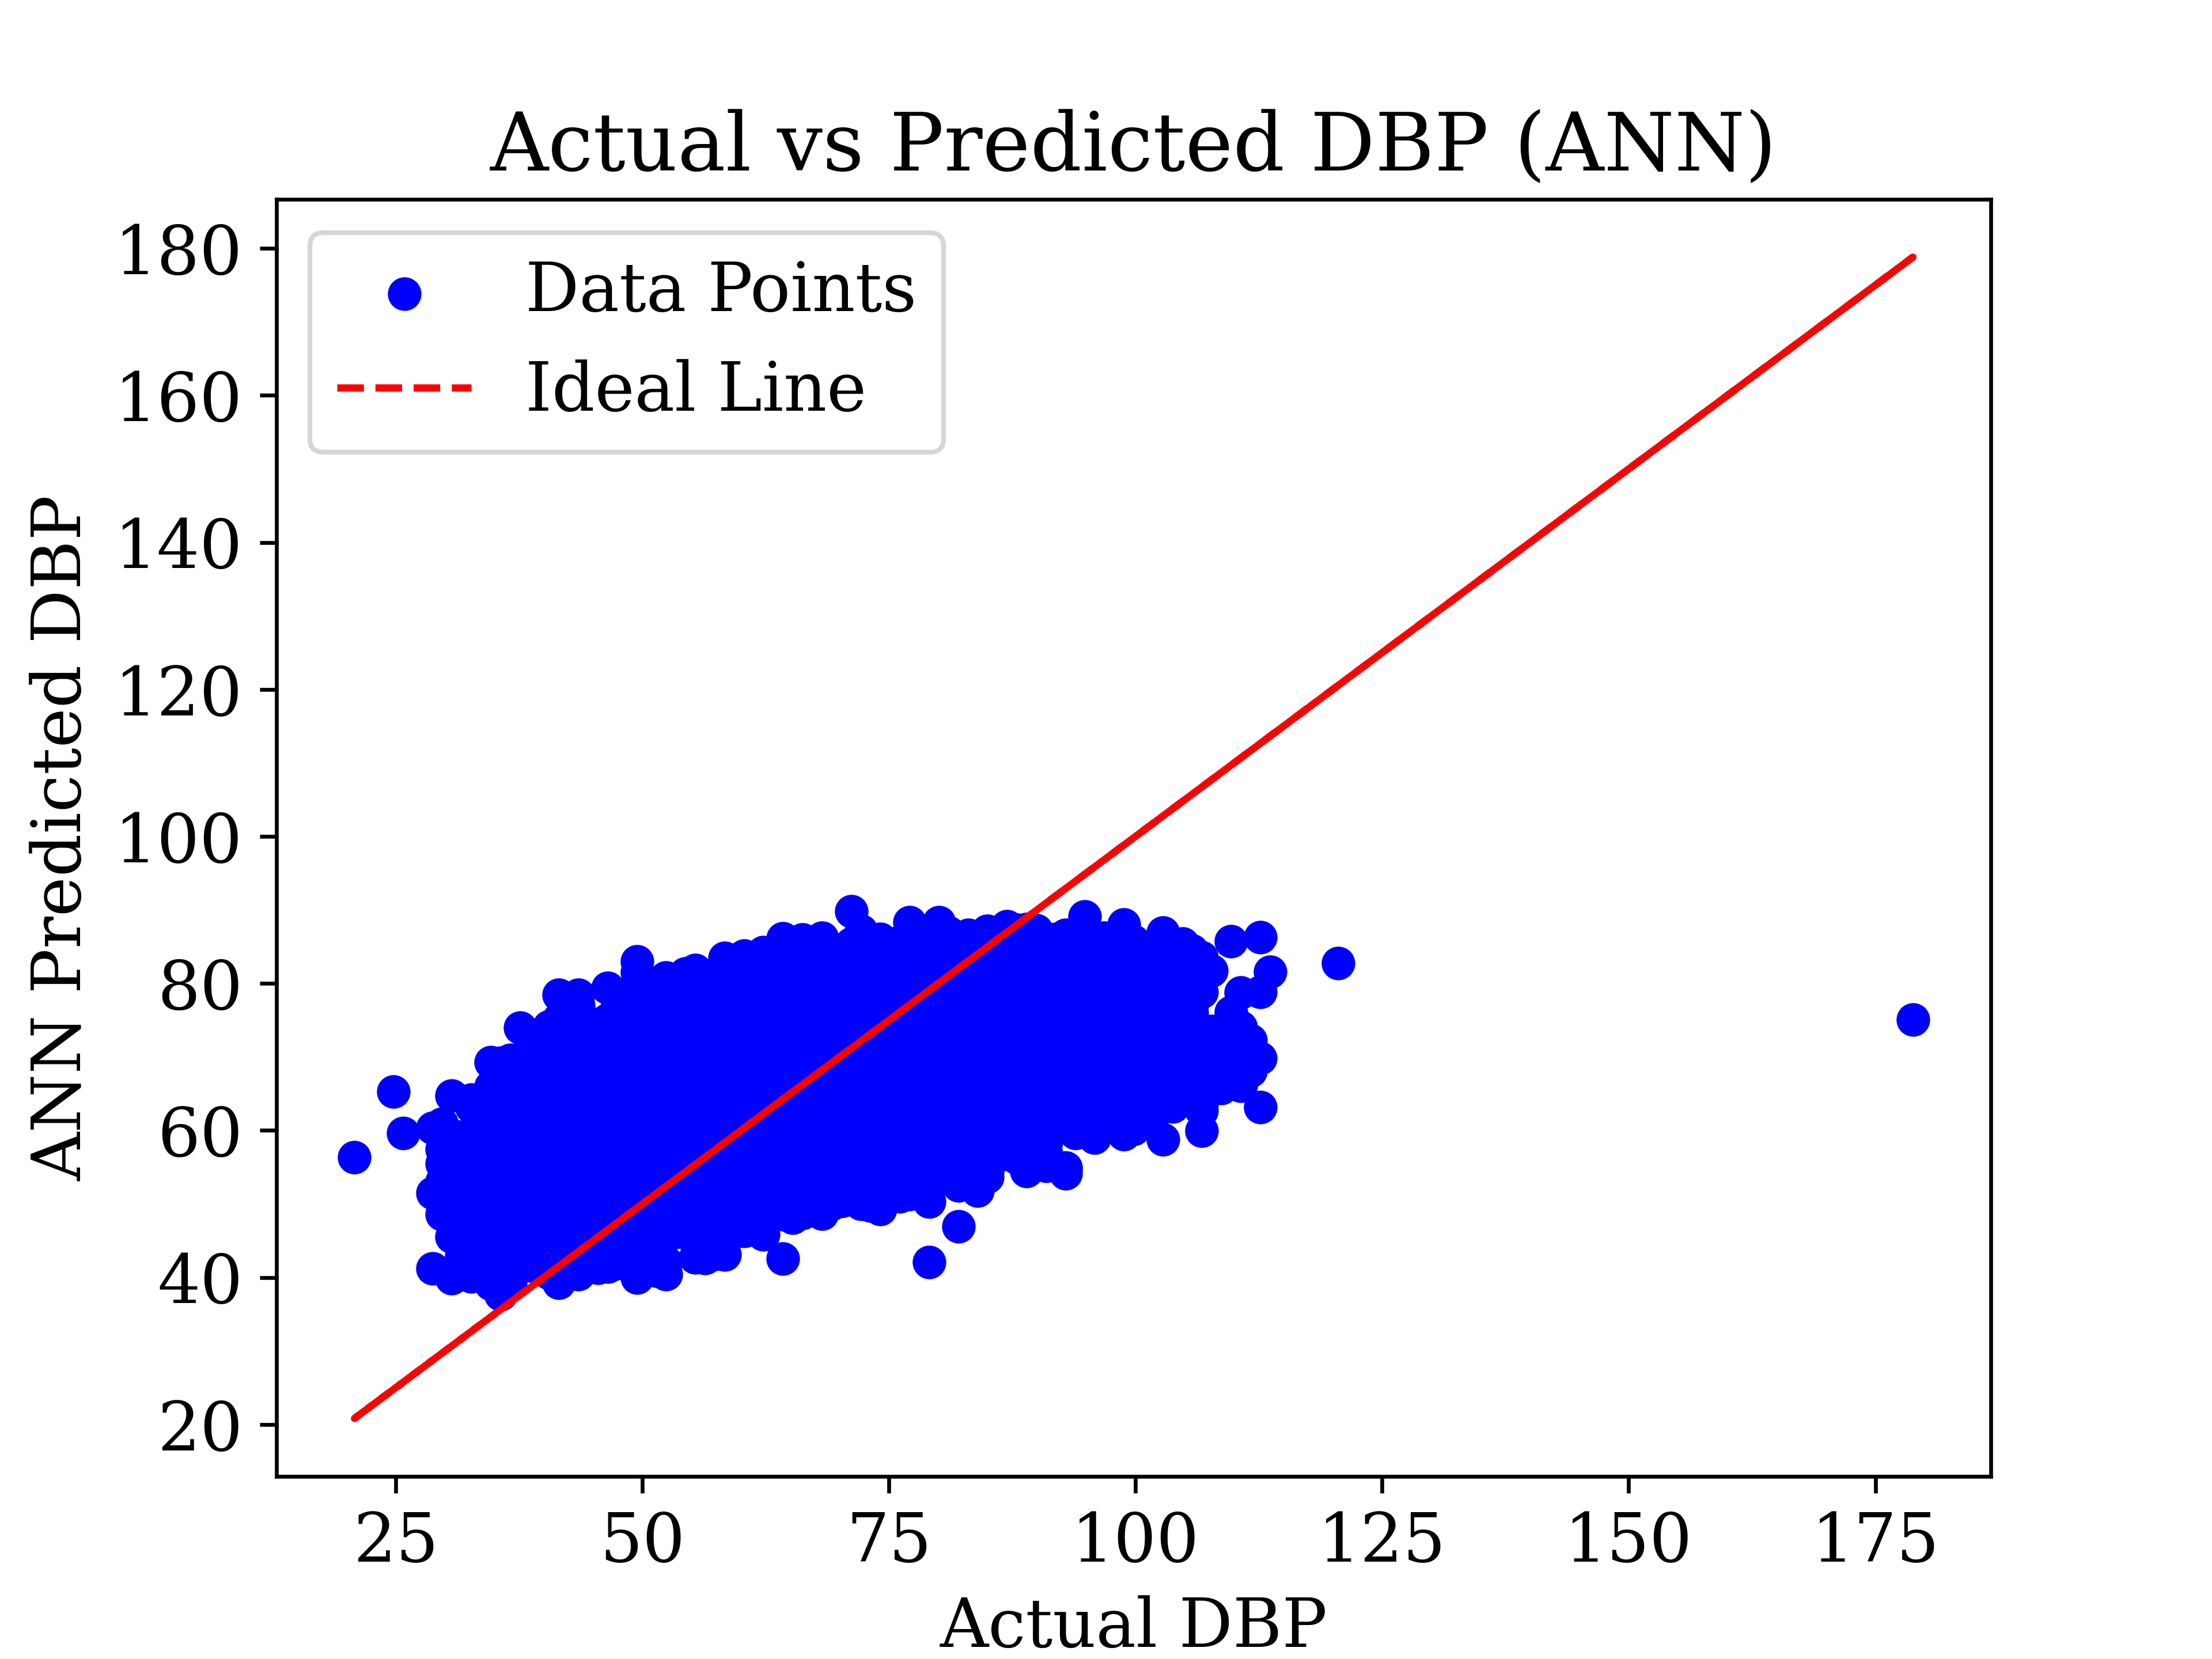 Actual vs Predicted DBP (ANN)
Data Points
Ideal Line
180
160
140
120
100
80
60
40
20
ANN Predicted DBP
25 50 75 100 125 150 175
Actual DBP